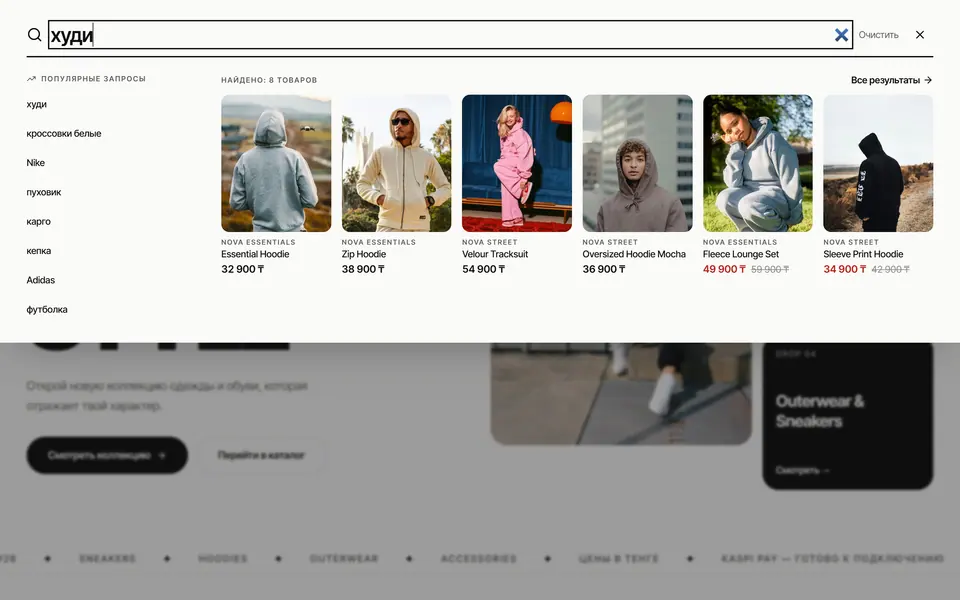 худи
Очистить
ПОПУЛЯРНЫЕ ЗАПРОСЫ
худи
кроссовки белые
Nike
пуховик
карго
кепка
Adidas
футболка
НАЙДЕНО: 8 ТОВАРОВ
Все результаты →
NOVA ESSENTIALS
Essential Hoodie
32 900 ₸
NOVA ESSENTIALS
Zip Hoodie
38 900 ₸
NOVA STREET
Velour Tracksuit
54 900 ₸
NOVA STREET
Oversized Hoodie Mocha
36 900 ₸
NOVA ESSENTIALS
Fleece Lounge Set
49 900 ₸ 59 900 ₸
NOVA STREET
Sleeve Print Hoodie
34 900 ₸ 42 900 ₸
Открой новую коллекцию одежды и обуви, которая
отражает твой характер.
Смотреть коллекцию →
Перейти в каталог
DROP 04
Outerwear &
Sneakers
Смотреть →
SNEAKERS ✦ HOODIES ✦ OUTERWEAR ✦ ACCESSORIES ✦ ЦЕНЫ В ТЕНГЕ ✦ KASPI PAY — ГОТОВО К ПОДКЛЮЧЕНИЮ